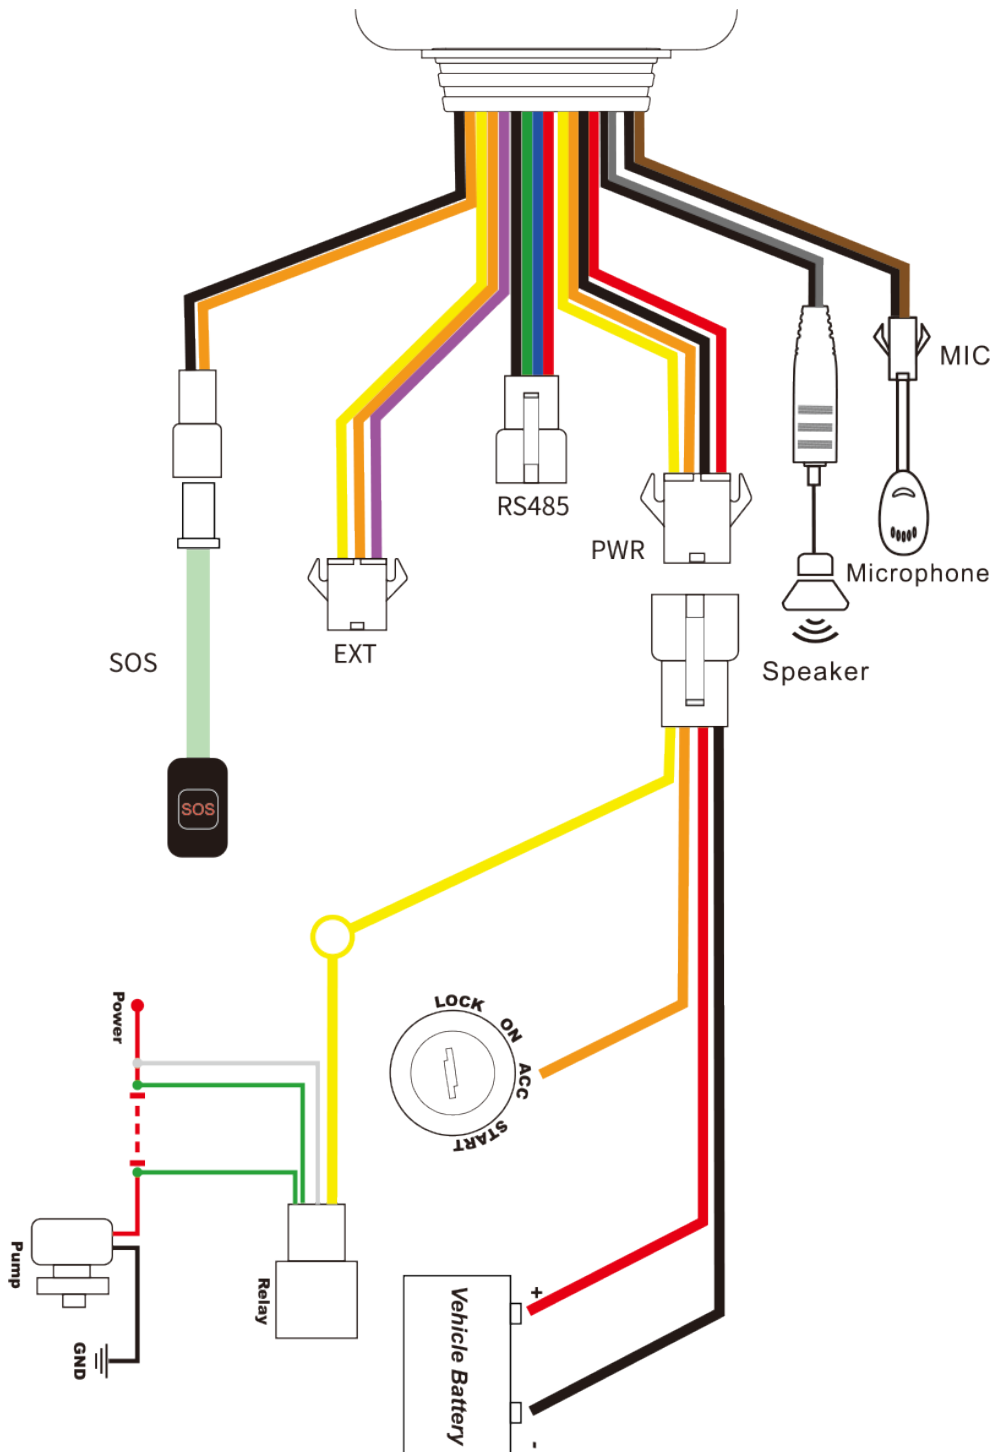 MIC
RS485
PWR
Microphone
EXT
SOS
Speaker
SOS
LOCK
ON
ACC
START
Power
Pump
Relay
GND
+
Vehicle Battery
-